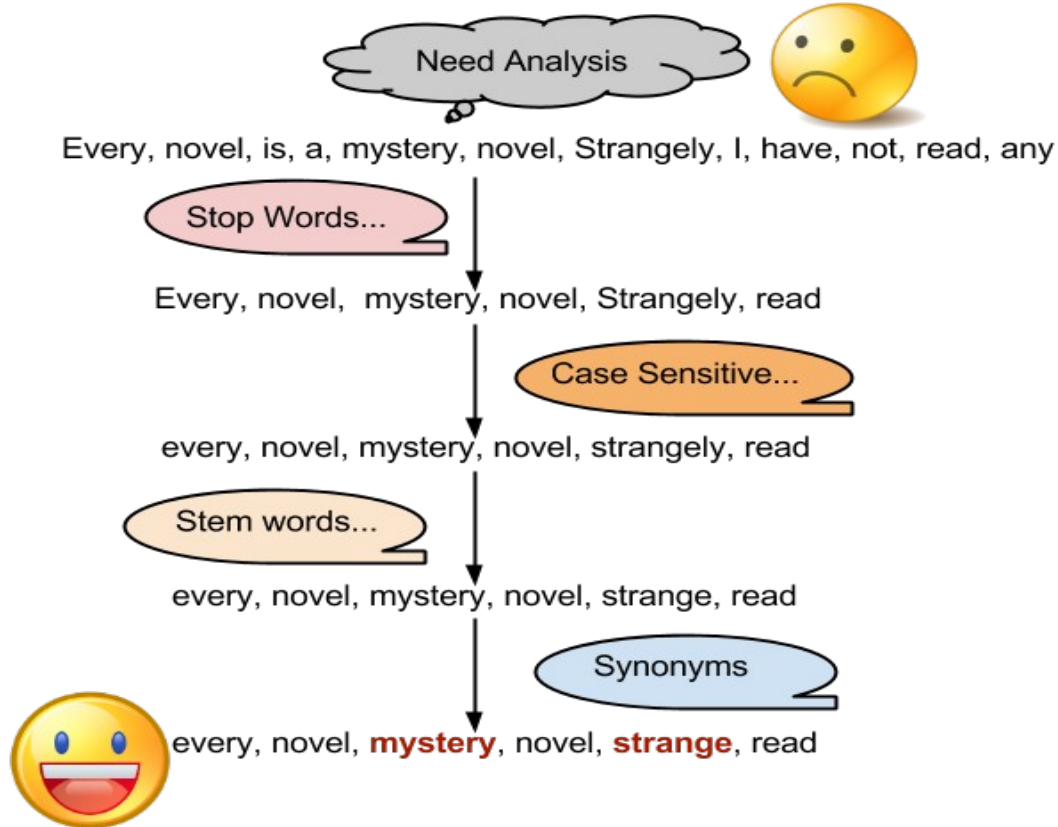 Need Analysis
Every, novel, is, a, mystery, novel, Strangely, I, have, not, read, any
Stop Words...
Every, novel, mystery, novel, Strangely, read
Case Sensitive...
every, novel, mystery, novel, strangely, read
Stem words...
every, novel, mystery, novel, strange, read
Synonyms
every, novel, mystery, novel, strange, read